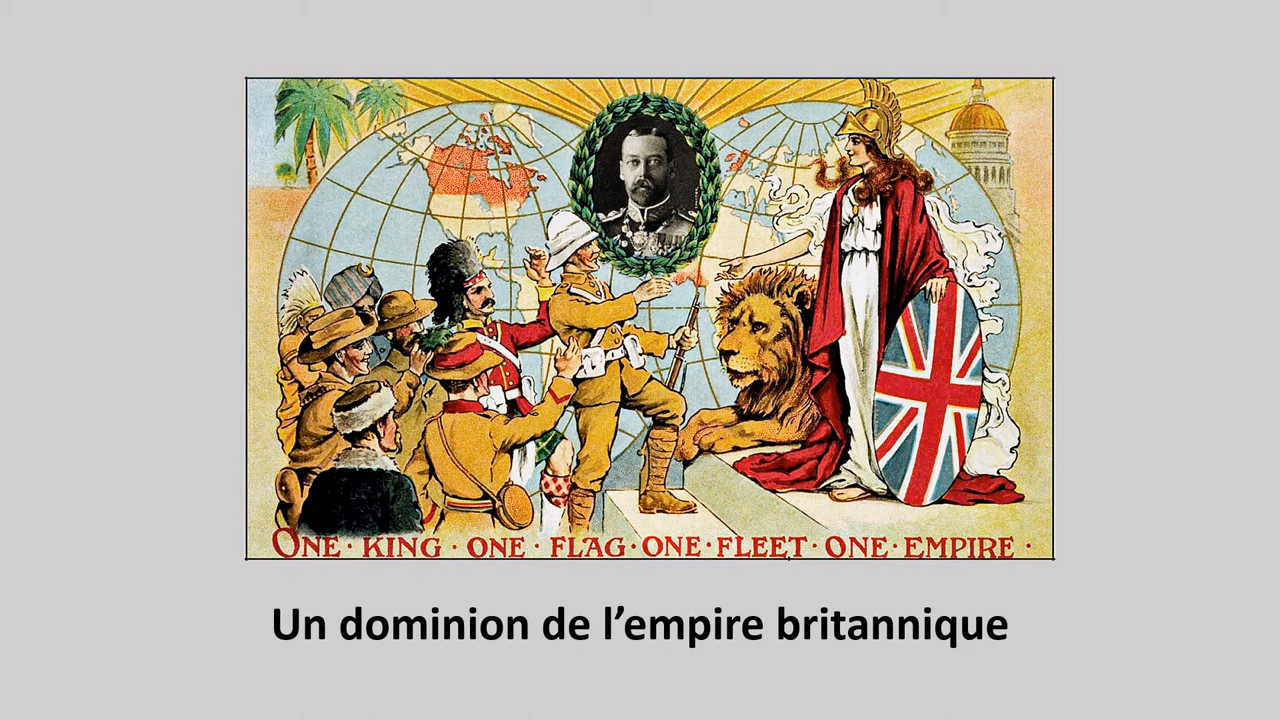 ONE · KING · ONE · FLAG · ONE · FLEET · ONE · EMPIRE ·
Un dominion de l’empire britannique